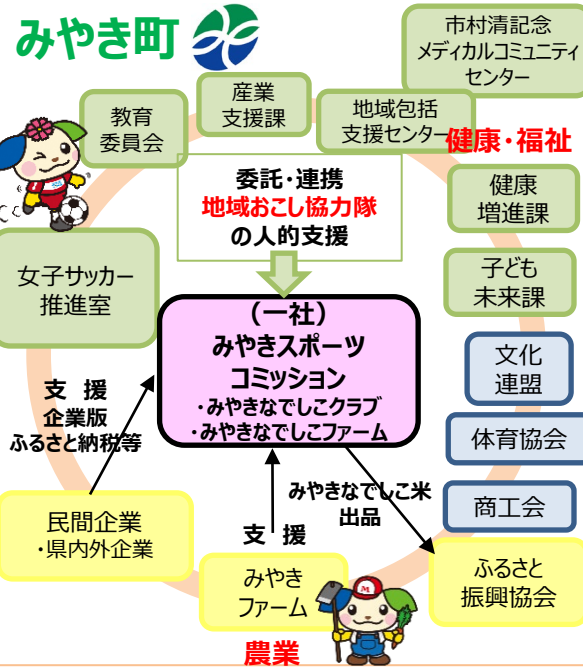 みやき町
市村清記念
メディカルコミュニティ
センター
産業
支援課
地域包括
支援センター
教育
委員会
健康・福祉
委託・連携
地域おこし協力隊
の人的支援
健康
増進課
女子サッカー
推進室
子ども
未来課
(一社)
みやきスポーツ
コミッション
・みやきなでしこクラブ
・みやきなでしこファーム
文化
連盟
支 援
企業版
ふるさと納税等
体育協会
みやきなでしこ米
出品
商工会
民間企業
・県内外企業
支 援
みやき
ファーム
ふるさと
振興協会
M
農業